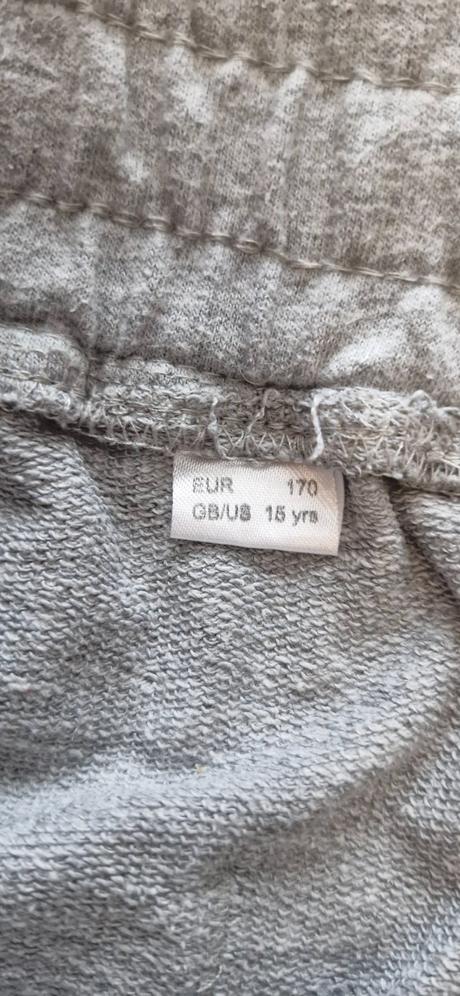 EUR 170
GB/US 15 yrs